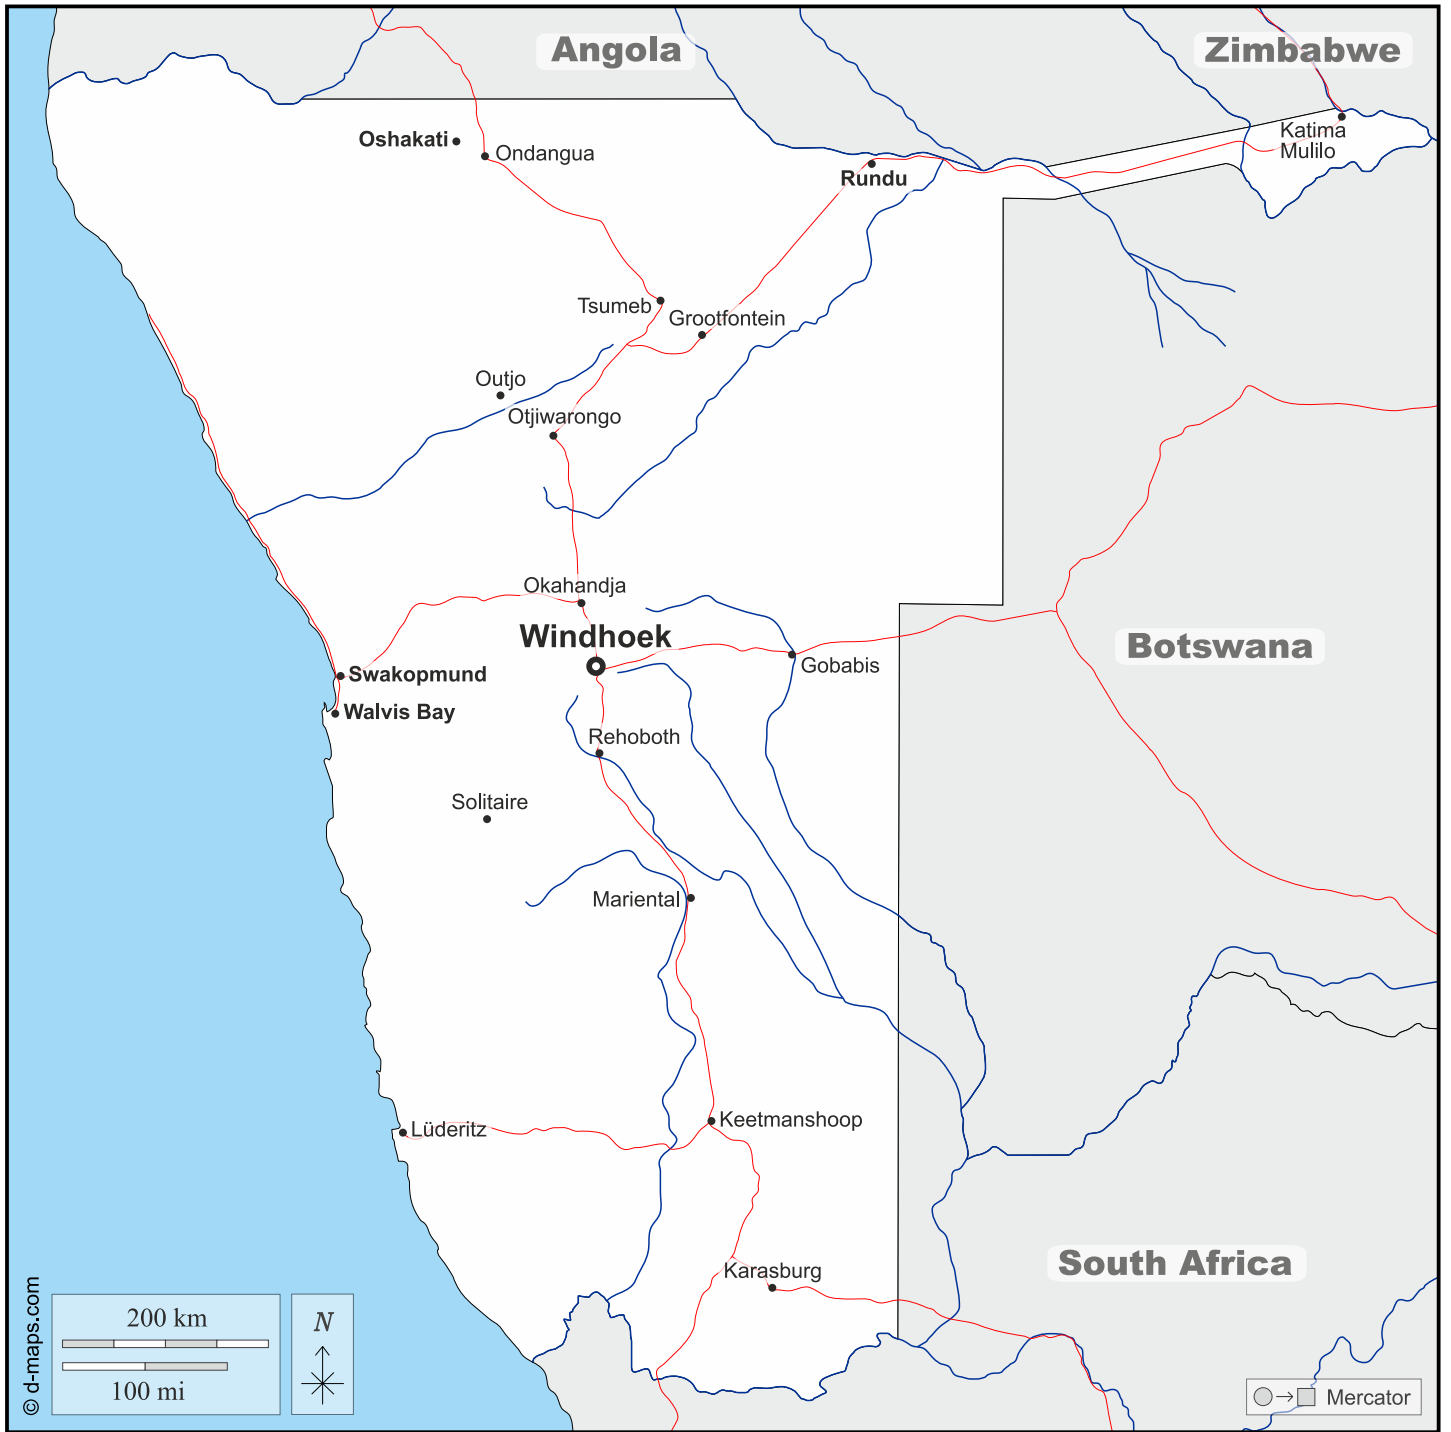 Angola
Zimbabwe
Oshakati
Ondangua
Katima
Mulilo
Rundu
Tsumeb
Grootfontein
Outjo
Otjiwarongo
Okahandja
Windhoek
Botswana
Gobabis
Swakopmund
Walvis Bay
Rehoboth
Solitaire
Mariental
Keetmanshoop
Lüderitz
South Africa
Karasburg
© d-maps.com
200 km
100 mi
N
Mercator